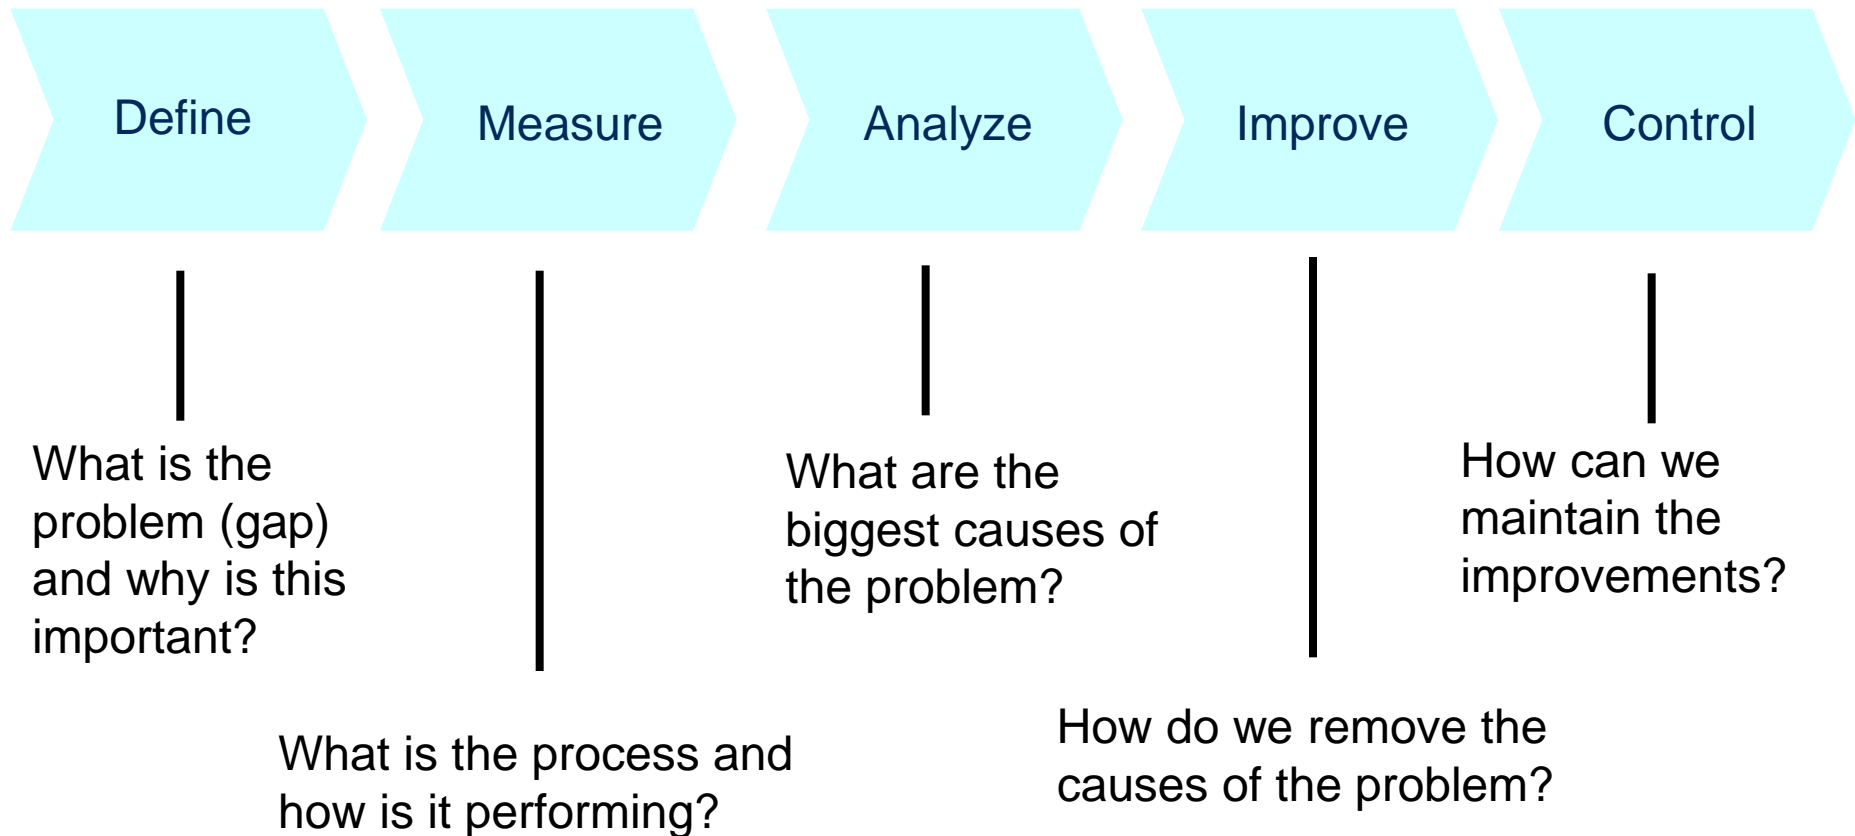 Define
Measure
Analyze
Improve
Control
What is the
problem (gap)
and why is this
important?
What is the process and
how is it performing?
What are the
biggest causes of
the problem?
How do we remove the
causes of the problem?
How can we
maintain the
improvements?